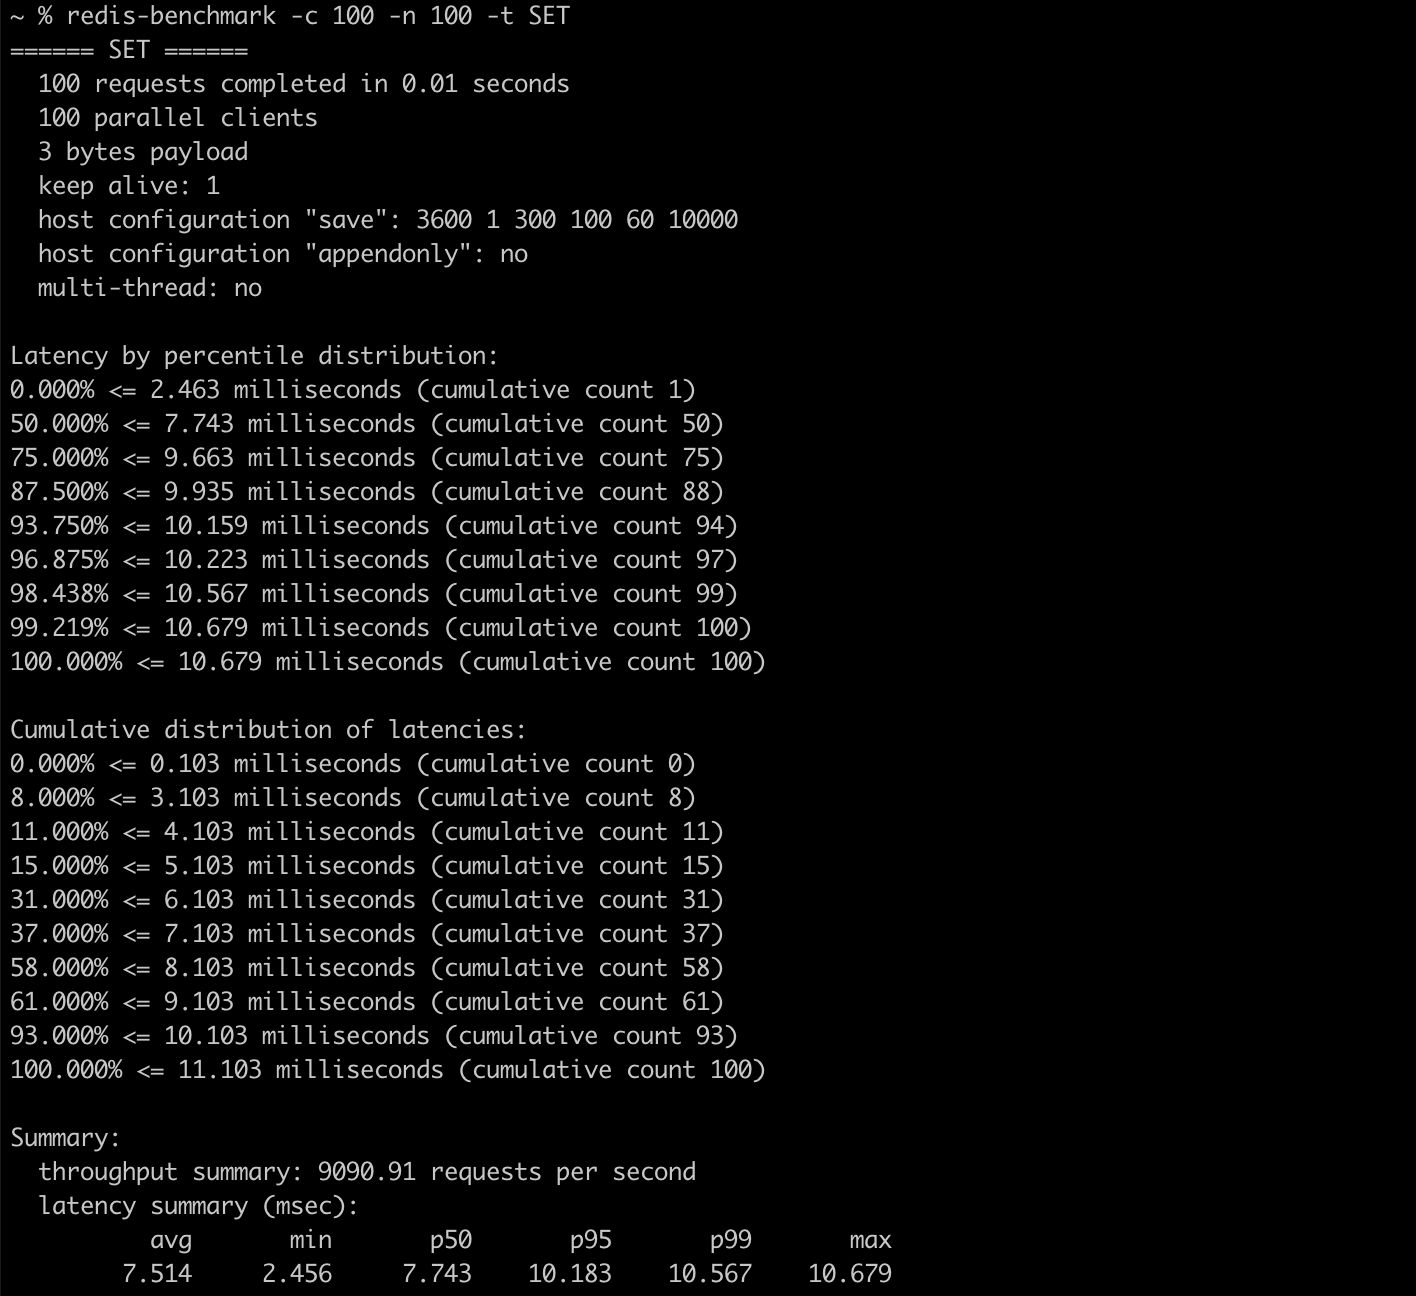 ~ % redis-benchmark -c 100 -n 100 -t SET
====== SET ======
  100 requests completed in 0.01 seconds
  100 parallel clients
  3 bytes payload
  keep alive: 1
  host configuration "save": 3600 1 300 100 60 10000
  host configuration "appendonly": no
  multi-thread: no

Latency by percentile distribution:
0.000% <= 2.463 milliseconds (cumulative count 1)
50.000% <= 7.743 milliseconds (cumulative count 50)
75.000% <= 9.663 milliseconds (cumulative count 75)
87.500% <= 9.935 milliseconds (cumulative count 88)
93.750% <= 10.159 milliseconds (cumulative count 94)
96.875% <= 10.223 milliseconds (cumulative count 97)
98.438% <= 10.567 milliseconds (cumulative count 99)
99.219% <= 10.679 milliseconds (cumulative count 100)
100.000% <= 10.679 milliseconds (cumulative count 100)

Cumulative distribution of latencies:
0.000% <= 0.103 milliseconds (cumulative count 0)
8.000% <= 3.103 milliseconds (cumulative count 8)
11.000% <= 4.103 milliseconds (cumulative count 11)
15.000% <= 5.103 milliseconds (cumulative count 15)
31.000% <= 6.103 milliseconds (cumulative count 31)
37.000% <= 7.103 milliseconds (cumulative count 37)
58.000% <= 8.103 milliseconds (cumulative count 58)
61.000% <= 9.103 milliseconds (cumulative count 61)
93.000% <= 10.103 milliseconds (cumulative count 93)
100.000% <= 11.103 milliseconds (cumulative count 100)

Summary:
  throughput summary: 9090.91 requests per second
  latency summary (msec):
          avg       min       p50       p95       p99       max
        7.514     2.456     7.743    10.183    10.567    10.679